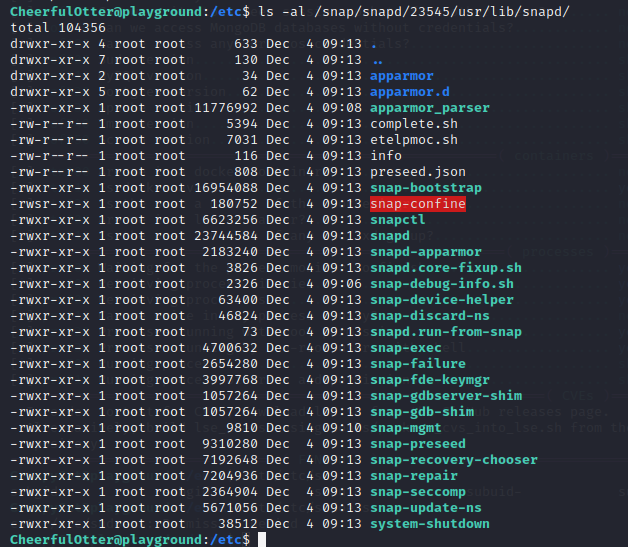 CheerfulOtter@playground:/etc$ ls -al /snap/snapd/23545/usr/lib/snapd/
total 104356
drwxr-xr-x 4 root root 633 Dec 4 09:13 .
drwxr-xr-x 7 root root 130 Dec 4 09:13 ..
drwxr-xr-x 2 root root 34 Dec 4 09:13 apparmor
drwxr-xr-x 5 root root 62 Dec 4 09:13 apparmor.d
-rwxr-xr-x 1 root root 11776992 Dec 4 09:08 apparmor_parser
-rw-r--r-- 1 root root 5394 Dec 4 09:13 complete.sh
-rw-r--r-- 1 root root 7031 Dec 4 09:13 etelpmoc.sh
-rw-r--r-- 1 root root 116 Dec 4 09:13 info
-rw-r--r-- 1 root root 808 Dec 4 09:13 preseed.json
-rwxr-xr-x 1 root root 16954088 Dec 4 09:13 snap-bootstrap
-rwsr-xr-x 1 root root 180752 Dec 4 09:13 snap-confine
-rwxr-xr-x 1 root root 6623256 Dec 4 09:13 snapctl
-rwxr-xr-x 1 root root 23744584 Dec 4 09:13 snapd
-rwxr-xr-x 1 root root 2183240 Dec 4 09:13 snapd-apparmor
-rwxr-xr-x 1 root root 3826 Dec 4 09:13 snapd.core-fixup.sh
-rwxr-xr-x 1 root root 2326 Dec 4 09:06 snap-debug-info.sh
-rwxr-xr-x 1 root root 63400 Dec 4 09:13 snap-device-helper
-rwxr-xr-x 1 root root 46824 Dec 4 09:13 snap-discard-ns
-rwxr-xr-x 1 root root 73 Dec 4 09:13 snapd.run-from-snap
-rwxr-xr-x 1 root root 4700632 Dec 4 09:13 snap-exec
-rwxr-xr-x 1 root root 2654280 Dec 4 09:13 snap-failure
-rwxr-xr-x 1 root root 3997768 Dec 4 09:13 snap-fde-keymgr
-rwxr-xr-x 1 root root 1057264 Dec 4 09:13 snap-gdbserver-shim
-rwxr-xr-x 1 root root 1057264 Dec 4 09:13 snap-gdb-shim
-rwxr-xr-x 1 root root 9810 Dec 4 09:10 snap-mgmt
-rwxr-xr-x 1 root root 9310280 Dec 4 09:13 snap-preseed
-rwxr-xr-x 1 root root 7192648 Dec 4 09:13 snap-recovery-chooser
-rwxr-xr-x 1 root root 7204936 Dec 4 09:13 snap-repair
-rwxr-xr-x 1 root root 2364904 Dec 4 09:13 snap-seccomp
-rwxr-xr-x 1 root root 5671056 Dec 4 09:13 snap-update-ns
-rwxr-xr-x 1 root root 38512 Dec 4 09:13 system-shutdown
CheerfulOtter@playground:/etc$